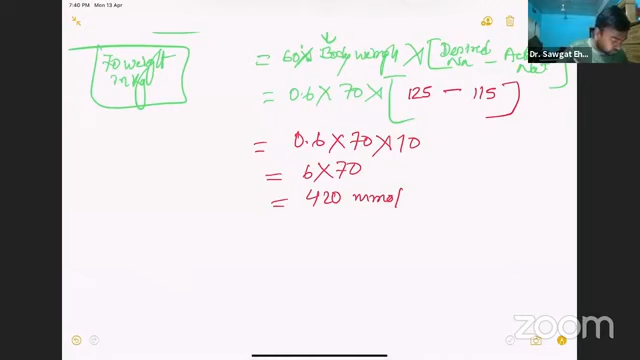 7:40 PM Mon 13 Apr
70 weight
in kg
= 60% Body weight × [Desired Na - Na
= 0.6 × 70 × [125 - 115]
= 0.6 × 70 × 10
= 6 × 70
= 420 mmol
Dr. Sawgat Eh...
zoom